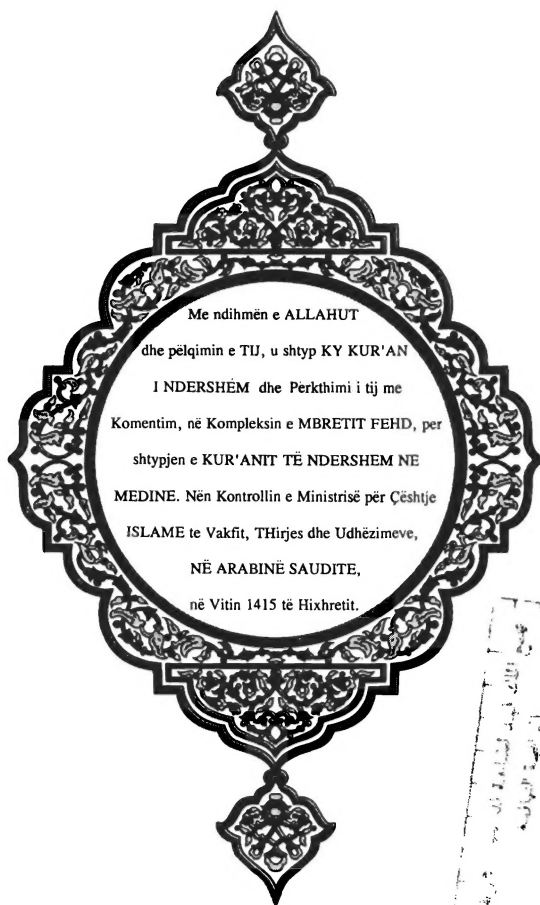 Me ndihmën e ALLAHUT
dhe pëlqimin e TIJ, u shtyp KY KUR'AN
I NDERSHËM dhe Përkthimi i tij me
Komentim, në Kompleksin e MBRETIT FEHD, per
shtypjen e KUR'ANIT TË NDERSHEM NE
MEDINE. Nën Kontrollin e Ministrisë për Çështje
ISLAME te Vakfit, THirjes dhe Udhëzimeve,
NË ARABINË SAUDITE,
në Vitin 1415 të Hixhretit.